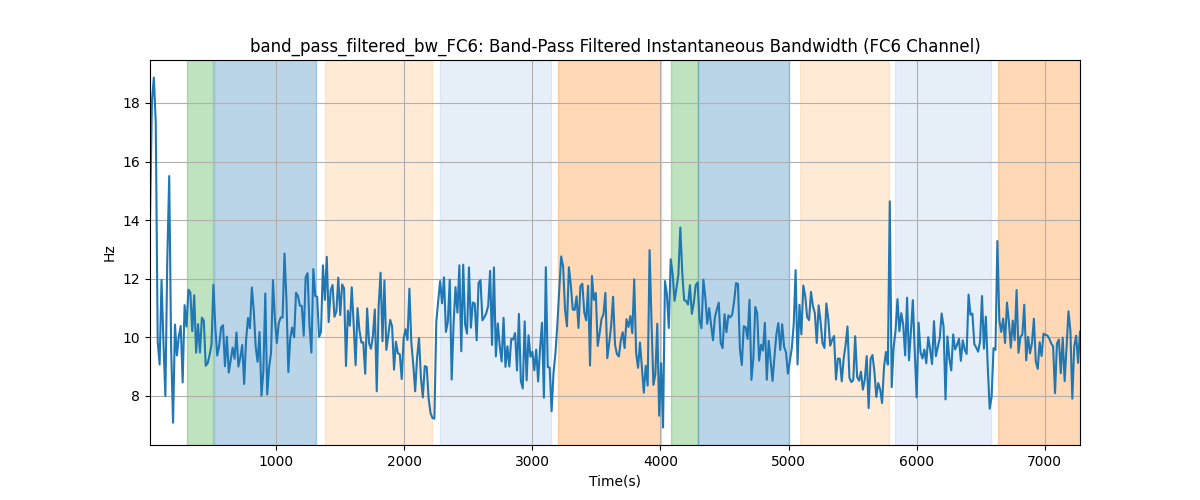 band_pass_filtered_bw_FC6: Band-Pass Filtered Instantaneous Bandwidth (FC6 Channel)
18
16
14
12
10
8
Hz
1000 2000 3000 4000 5000 6000 7000
Time(s)